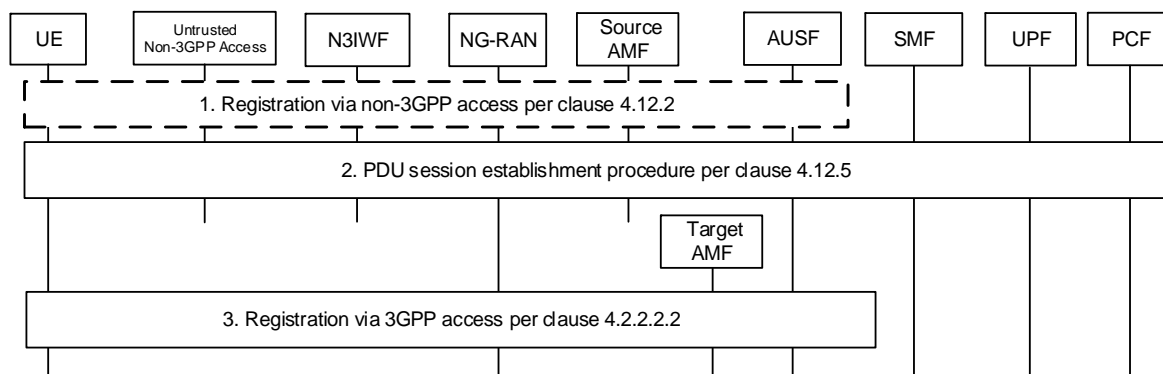 UE
Untrusted
Non-3GPP Access
N3IWF
NG-RAN
Source
AMF
AUSF
SMF
UPF
PCF
1. Registration via non-3GPP access per clause 4.12.2
2. PDU session establishment procedure per clause 4.12.5
Target
AMF
3. Registration via 3GPP access per clause 4.2.2.2.2